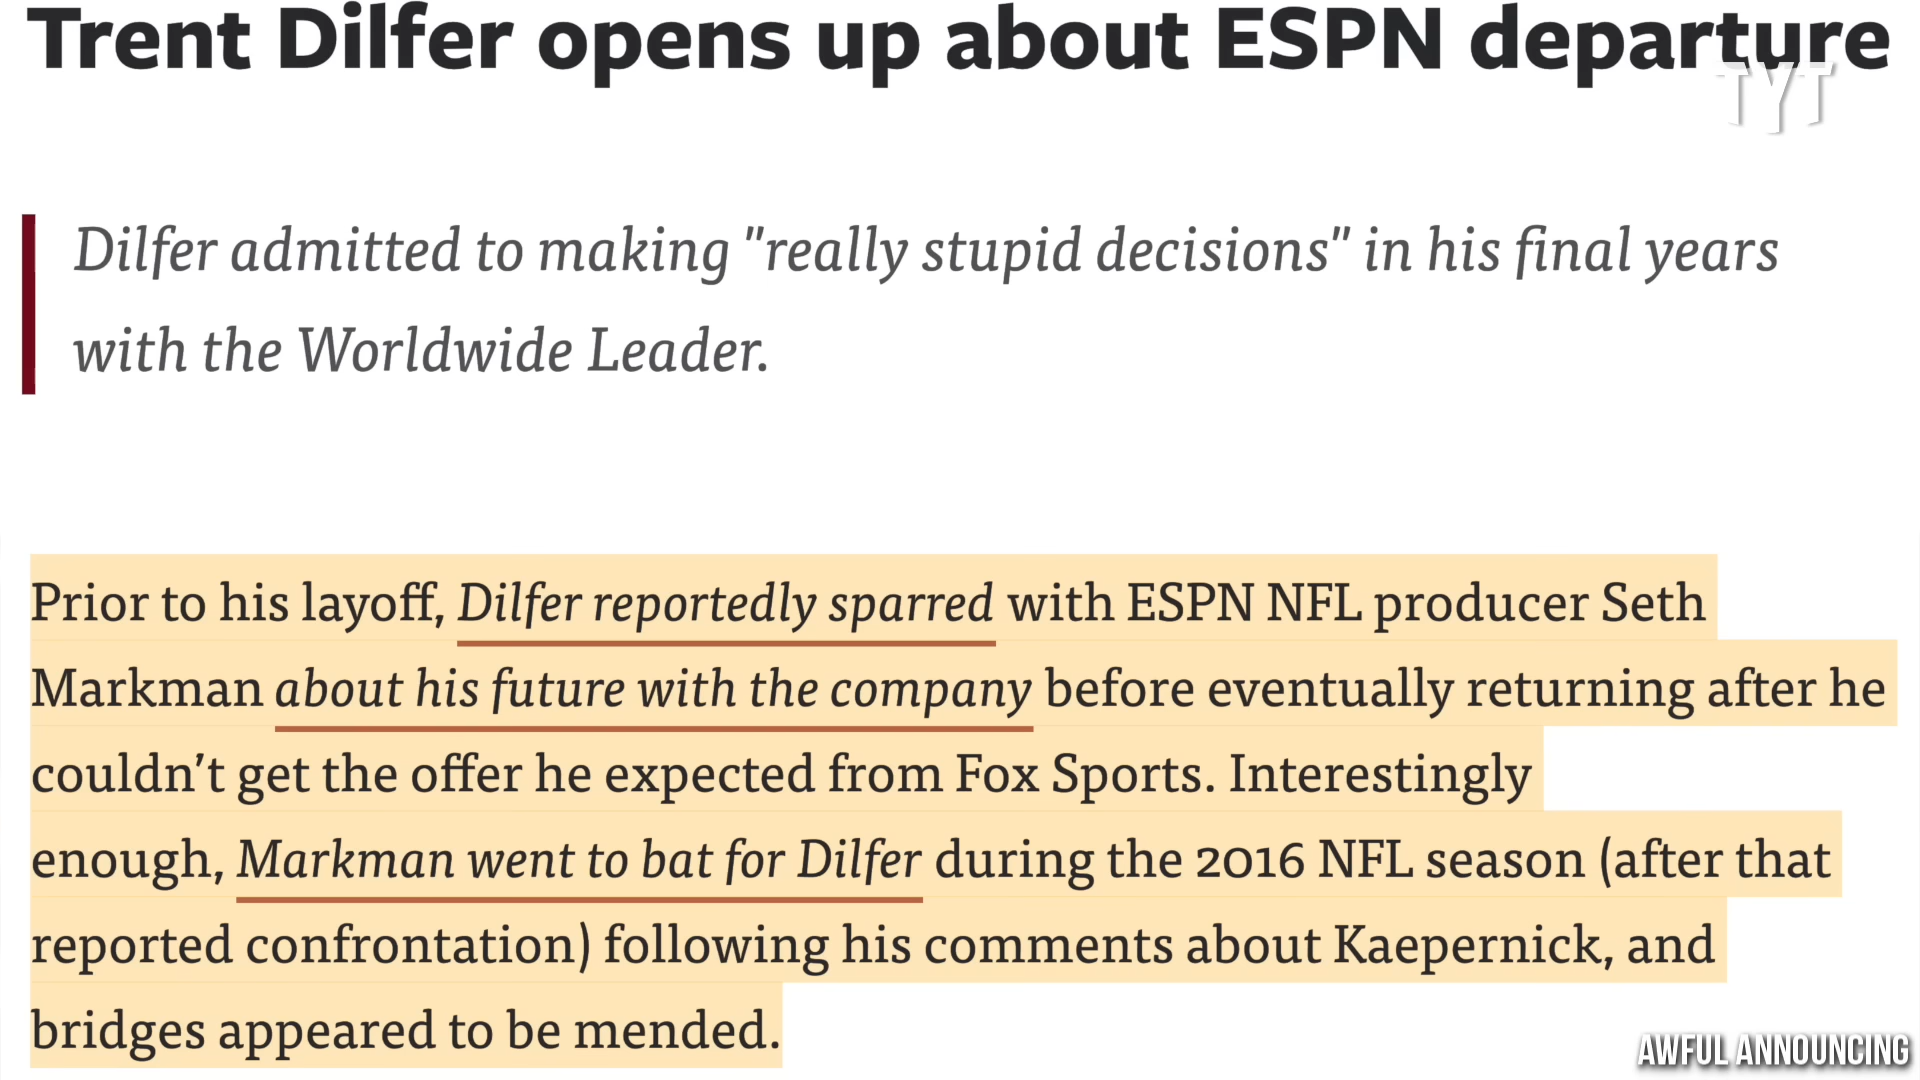 Trent Dilfer opens up about ESPN departure
TYT
Dilfer admitted to making "really stupid decisions" in his final years
with the Worldwide Leader.
Prior to his layoff, Dilfer reportedly sparred with ESPN NFL producer Seth
Markman about his future with the company before eventually returning after he
couldn’t get the offer he expected from Fox Sports. Interestingly
enough, Markman went to bat for Dilfer during the 2016 NFL season (after that
reported confrontation) following his comments about Kaepernick, and
bridges appeared to be mended.
AWFUL ANNOUNCING